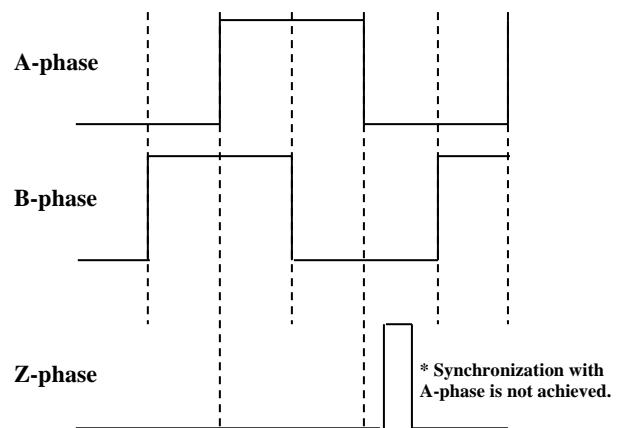 A-phase
B-phase
Z-phase
* Synchronization with
A-phase is not achieved.